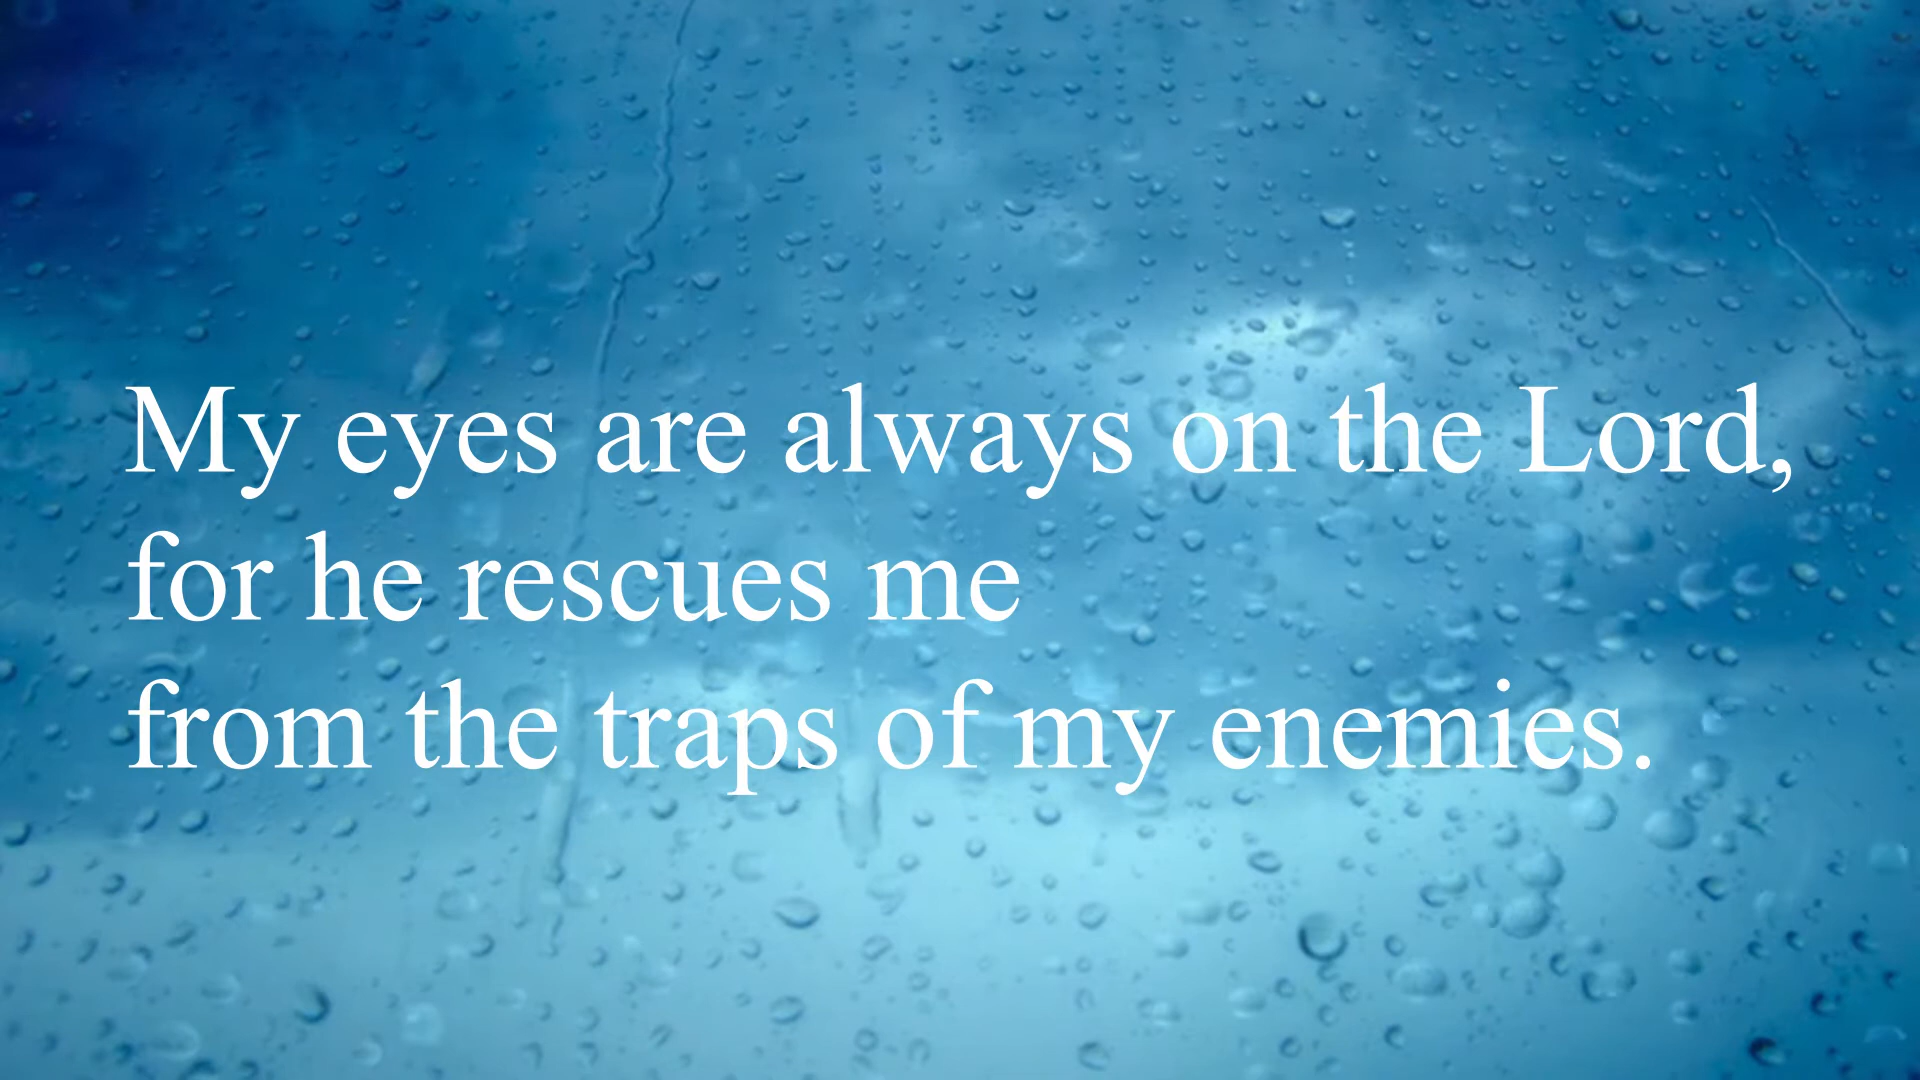 My eyes are always on the Lord,
for he rescues me
from the traps of my enemies.